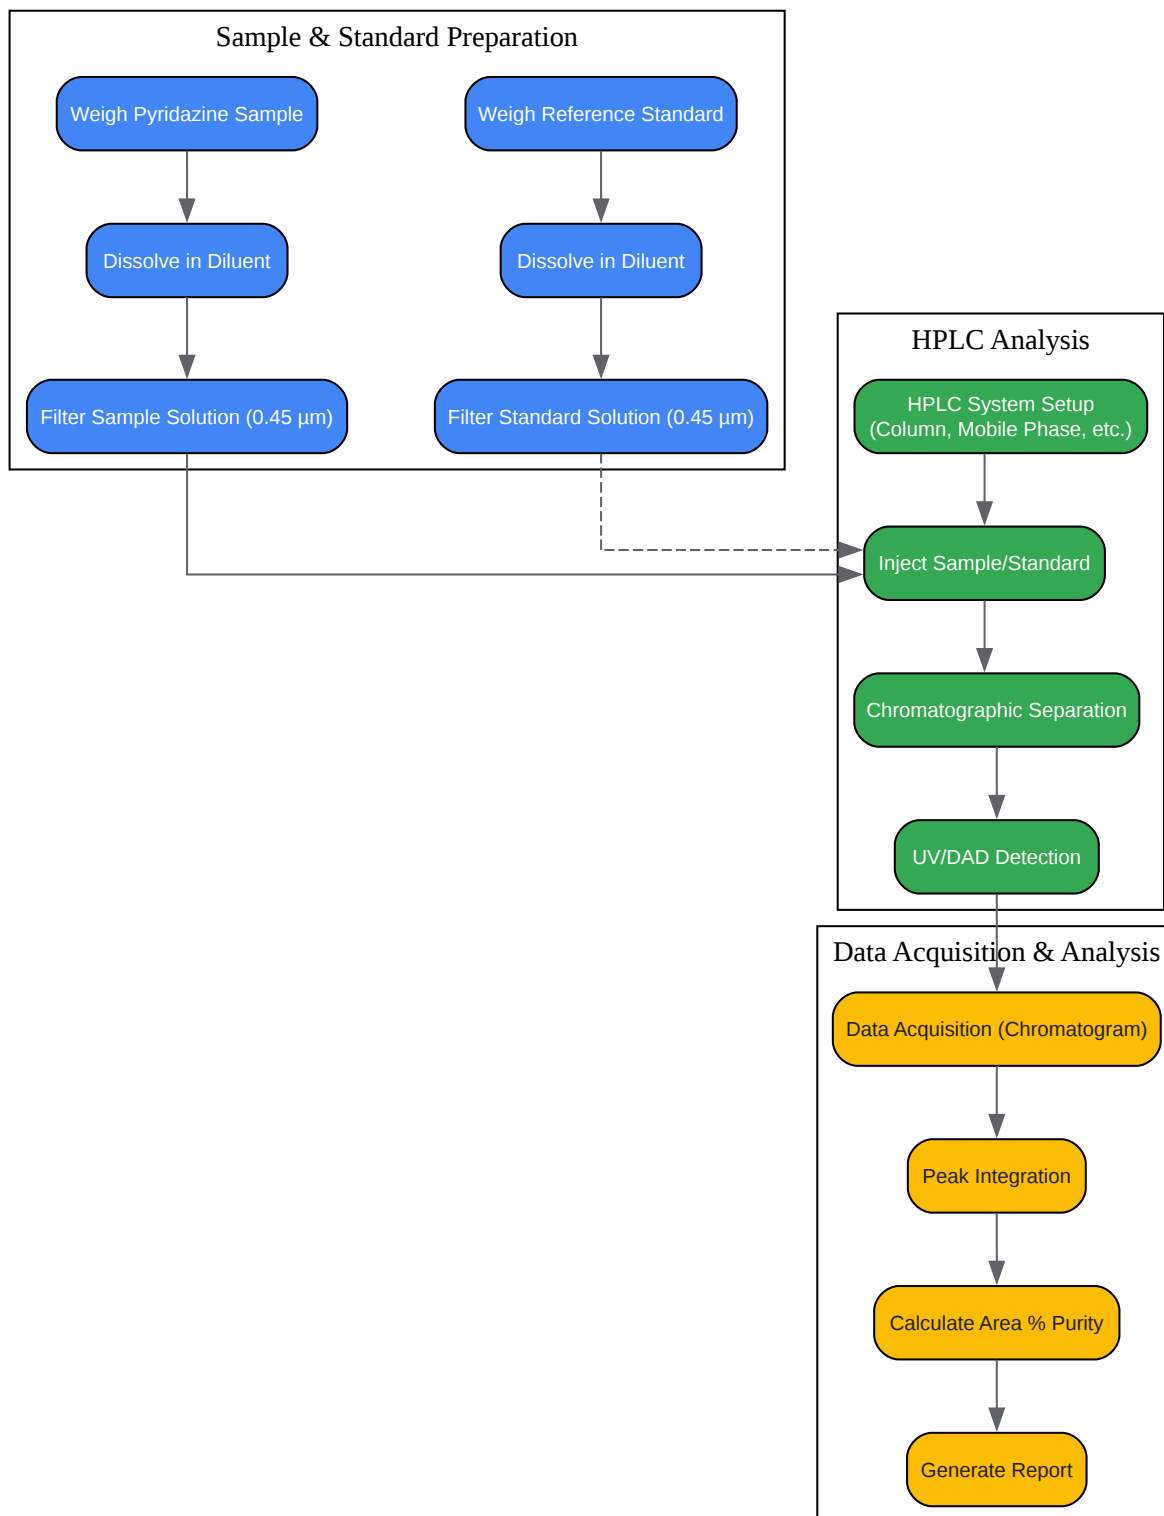 Sample & Standard Preparation
Weigh Pyridazine Sample
Weigh Reference Standard
Dissolve in Diluent
Dissolve in Diluent
Filter Sample Solution (0.45 µm)
Filter Standard Solution (0.45 µm)
HPLC Analysis
HPLC System Setup
(Column, Mobile Phase, etc.)
Inject Sample/Standard
Chromatographic Separation
UV/DAD Detection
Data Acquisition & Analysis
Data Acquisition (Chromatogram)
Peak Integration
Calculate Area % Purity
Generate Report